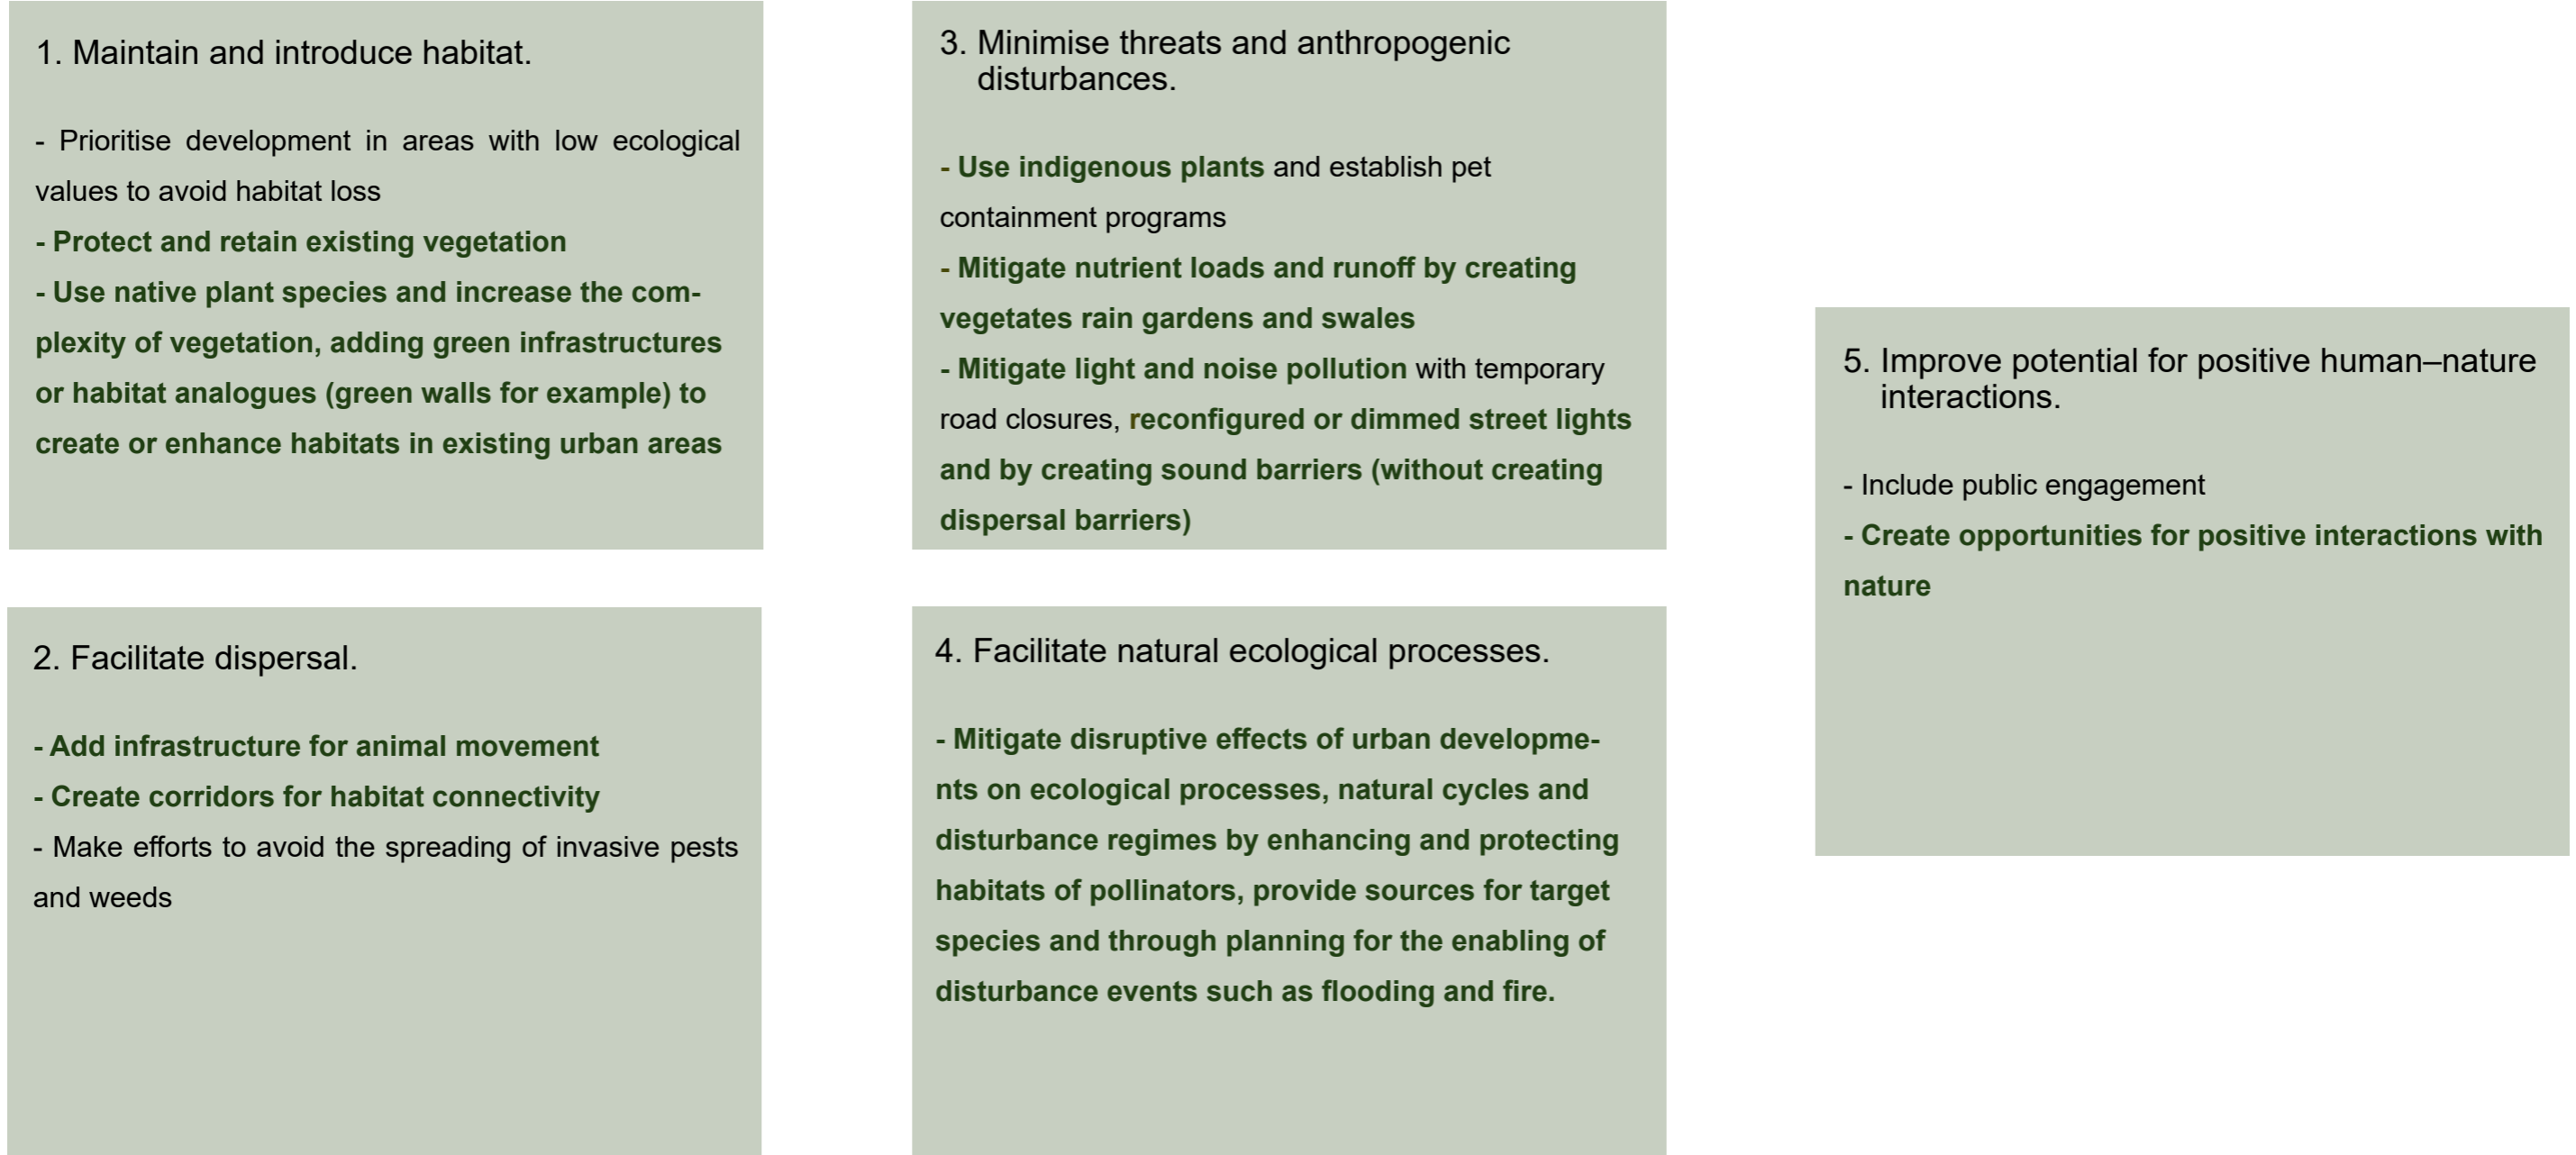 1. Maintain and introduce habitat.
- Prioritise development in areas with low ecological
values to avoid habitat loss
- Protect and retain existing vegetation
- Use native plant species and increase the com-
plexity of vegetation, adding green infrastructures
or habitat analogues (green walls for example) to
create or enhance habitats in existing urban areas
2. Facilitate dispersal.
- Add infrastructure for animal movement
- Create corridors for habitat connectivity
- Make efforts to avoid the spreading of invasive pests
and weeds
3. Minimise threats and anthropogenic
disturbances.
- Use indigenous plants and establish pet
containment programs
- Mitigate nutrient loads and runoff by creating
vegetates rain gardens and swales
- Mitigate light and noise pollution with temporary
road closures, reconfigured or dimmed street lights
and by creating sound barriers (without creating
dispersal barriers)
4. Facilitate natural ecological processes.
- Mitigate disruptive effects of urban developme-
nts on ecological processes, natural cycles and
disturbance regimes by enhancing and protecting
habitats of pollinators, provide sources for target
species and through planning for the enabling of
disturbance events such as flooding and fire.
5. Improve potential for positive human–nature
interactions.
- Include public engagement
- Create opportunities for positive interactions with
nature